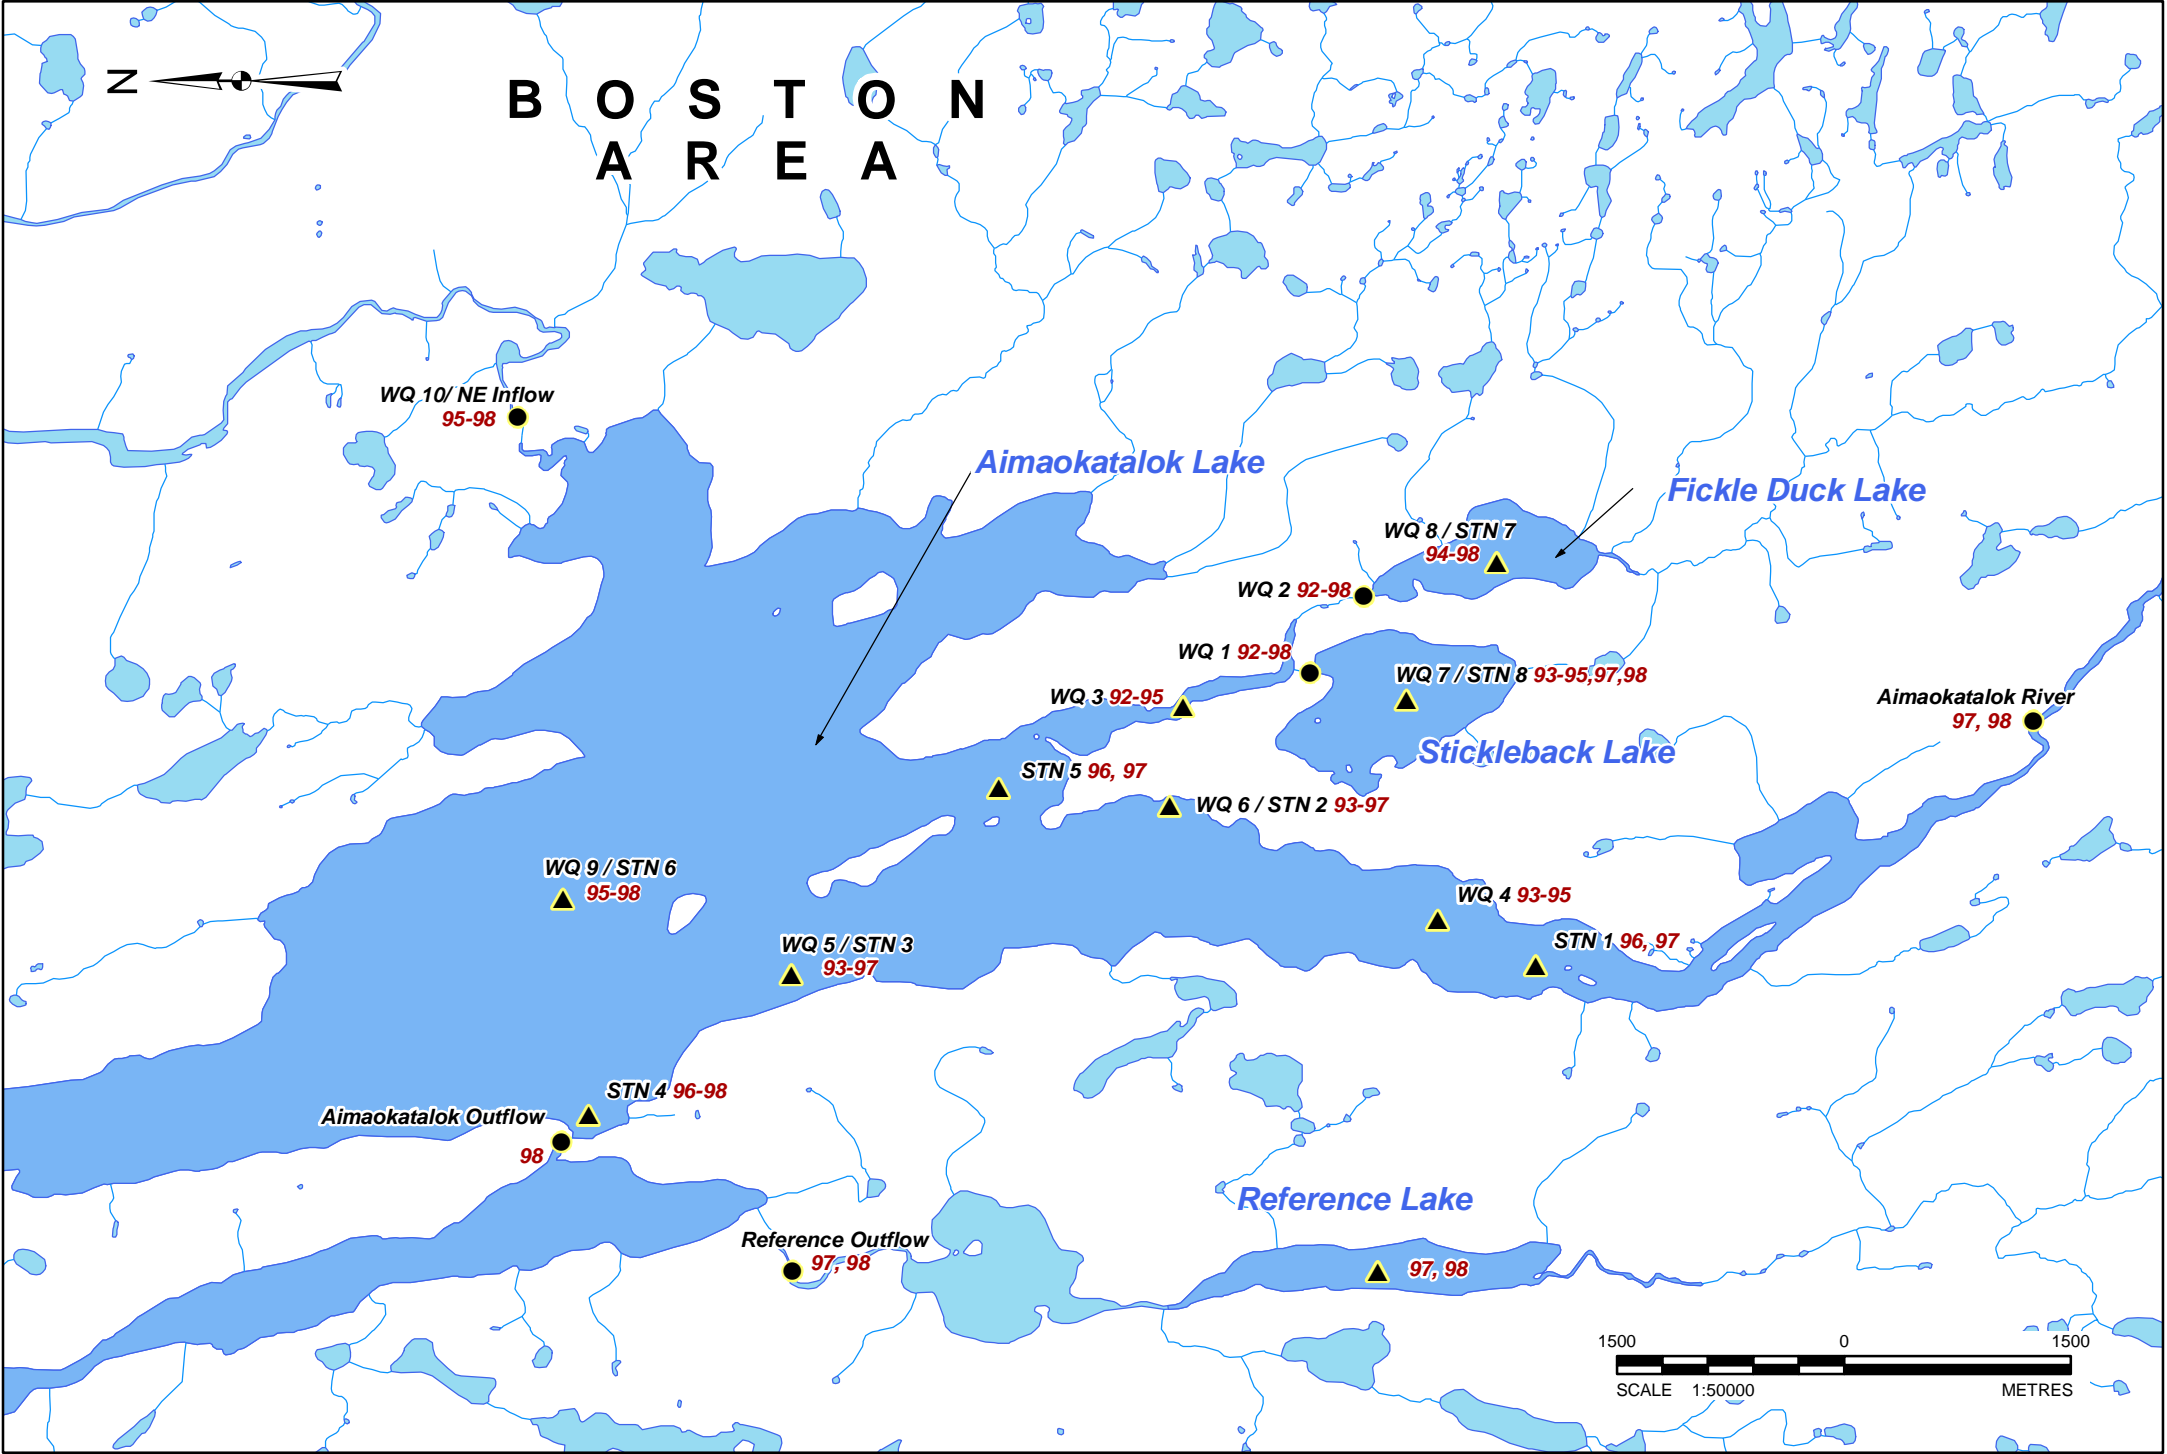 N
B O S T O N
A R E A
WQ 10/ NE Inflow
95-98
Aimaokatalok Lake
Fickle Duck Lake
WQ 8 / STN 7
94-98
WQ 2 92-98
WQ 1 92-98
WQ 7 / STN 8 93-95,97,98
WQ 3 92-95
Aimaokatalok River
97, 98
Stickleback Lake
STN 5 96, 97
WQ 6 / STN 2 93-97
WQ 9 / STN 6
95-98
WQ 4 93-95
WQ 5 / STN 3
93-97
STN 1 96, 97
STN 4 96-98
Aimaokatalok Outflow
98
Reference Lake
Reference Outflow
97, 98
97, 98
1500 0 1500
SCALE 1:50000 METRES